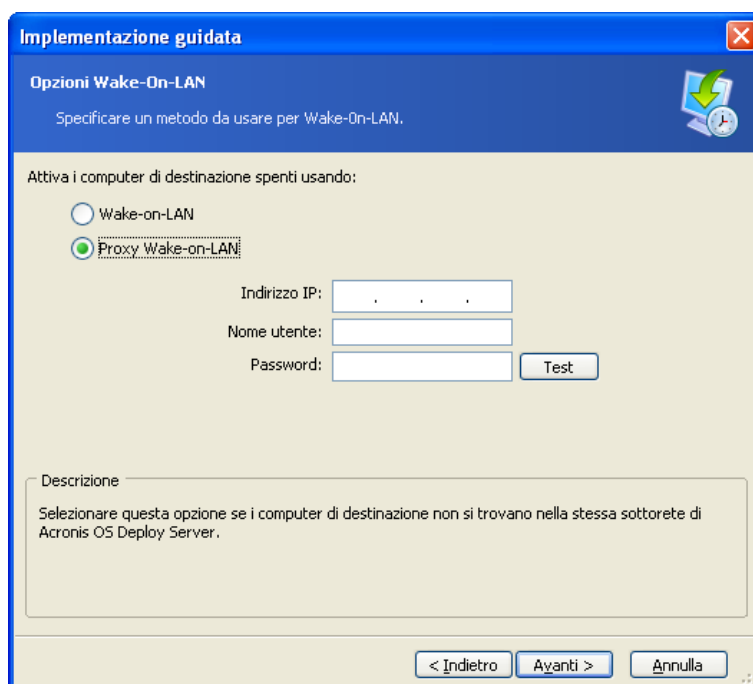 Implementazione guidata
Opzioni Wake-On-LAN
Specificare un metodo da usare per Wake-On-LAN.
Attiva i computer di destinazione spenti usando:
Wake-on-LAN
Proxy Wake-on-LAN
Indirizzo IP: . . .
Nome utente:
Password:
Test
Descrizione
Selezionare questa opzione se i computer di destinazione non si trovano nella stessa sottorete di
Acronis OS Deploy Server.
< Indietro
Avanti >
Annulla